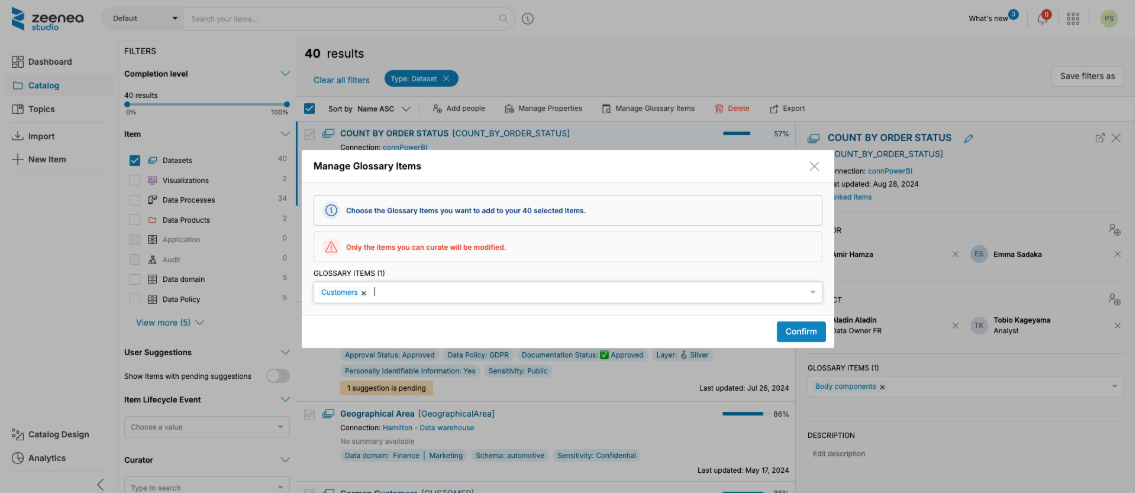 zeenea
studio
Default
Search your items...
What's new
3
0
PS
Dashboard
Catalog
Topics
Import
New Item
Catalog Design
Analytics
FILTERS
Completion level
40 results
0%
100%
Item
Datasets 40
Visualizations 2
Data Processes 34
Data Products 2
Application 0
Audit 0
Data domain 5
Data Policy 5
View more (5)
User Suggestions
Show Items with pending suggestions
Item Lifecycle Event
Choose a value
Curator
Type to search
40 results
Clear all filters
Type: Dataset
Save filters as
Sort by Name ASC
Add people
Manage Properties
Manage Glossary Items
Delete
Export
COUNT BY ORDER STATUS [COUNT_BY_ORDER_STATUS]
57%
Connection: connPowerBI
Manage Glossary Items
Choose the Glossary Items you want to add to your 40 selected items.
Only the items you can curate will be modified.
GLOSSARY ITEMS (1)
Customers
Confirm
Approval Status: Approved Data Policy: GDPR Documentation Status: ✅ Approved Layer: 🥈 Silver
Personally Identifiable Information: Yes Sensitivity: Public
1 suggestion is pending
Last updated: Jul 26, 2024
Geographical Area [GeographicalArea]
86%
Connection: Hamilton - Data warehouse
No summary available
Data domain: Finance | Marketing Schema: automotive Sensitivity: Confidential
Last updated: May 17, 2024
COUNT BY ORDER STATUS
COUNT_BY_ORDER_STATUS]
nnection: connPowerBI
t updated: Aug 28, 2024
inked Items
OR
Amir Hamza
ES
Emma Sadaka
CT
Aladin Aladin
Data Owner FR
TK
Tobio Kageyama
Analyst
GLOSSARY ITEMS (1)
Body components
DESCRIPTION
Edit description